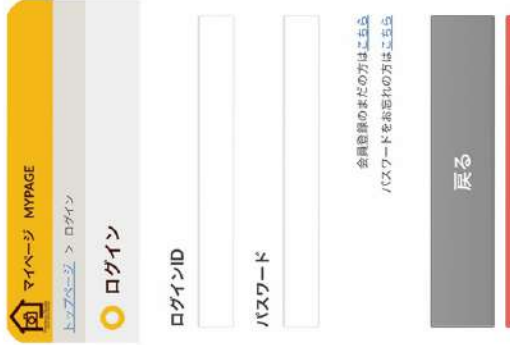 マイページ MYPAGE
トップページ > ログイン
ログイン
ログインID
パスワード
会員登録のまだの方はこちら
パスワードをお忘れの方はこちら
戻る